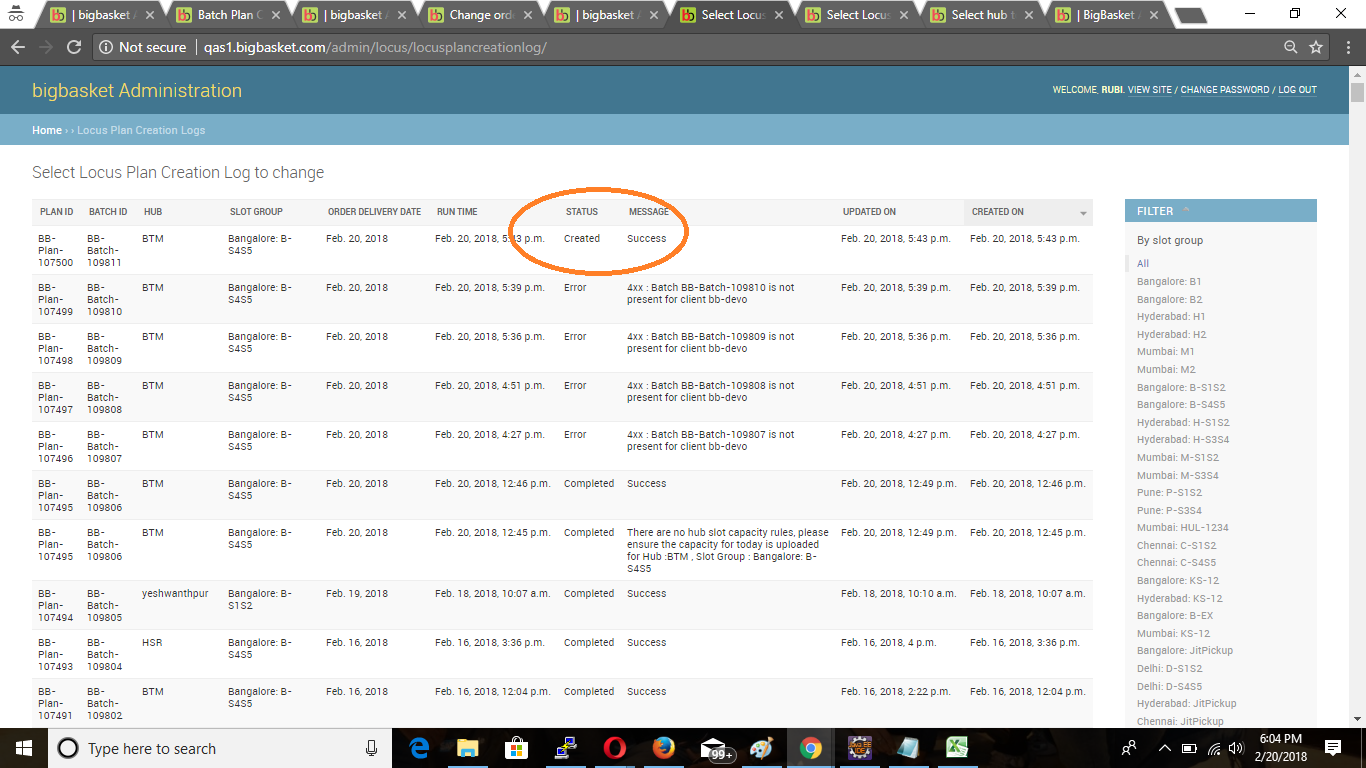 | bigbasket A
Batch Plan C
| bigbasket A
Change orde
| bigbasket A
Select Locus
Select Locus
Select hub t
| BigBasket A
Not secure | qas1.bigbasket.com/admin/locus/locusplancreationlog/
bigbasket Administration
WELCOME, RUBI. VIEW SITE / CHANGE PASSWORD / LOG OUT
Home › › Locus Plan Creation Logs
Select Locus Plan Creation Log to change
PLAN ID BATCH ID HUB SLOT GROUP ORDER DELIVERY DATE RUN TIME STATUS MESSAGE UPDATED ON CREATED ON
BB- BB- BTM Bangalore: B- Feb. 20, 2018 Feb. 20, 2018, 5:43 p.m. Created Success Feb. 20, 2018, 5:43 p.m. Feb. 20, 2018, 5:43 p.m.
Plan- Batch- S4S5
107500 109811
BB- BB- BTM Bangalore: B- Feb. 20, 2018 Feb. 20, 2018, 5:39 p.m. Error 4xx : Batch BB-Batch-109810 is not Feb. 20, 2018, 5:39 p.m. Feb. 20, 2018, 5:39 p.m.
Plan- Batch- S4S5 present for client bb-devo
107499 109810
BB- BB- BTM Bangalore: B- Feb. 20, 2018 Feb. 20, 2018, 5:36 p.m. Error 4xx : Batch BB-Batch-109809 is not Feb. 20, 2018, 5:36 p.m. Feb. 20, 2018, 5:36 p.m.
Plan- Batch- S4S5 present for client bb-devo
107498 109809
BB- BB- BTM Bangalore: B- Feb. 20, 2018 Feb. 20, 2018, 4:51 p.m. Error 4xx : Batch BB-Batch-109808 is not Feb. 20, 2018, 4:51 p.m. Feb. 20, 2018, 4:51 p.m.
Plan- Batch- S4S5 present for client bb-devo
107497 109808
BB- BB- BTM Bangalore: B- Feb. 20, 2018 Feb. 20, 2018, 4:27 p.m. Error 4xx : Batch BB-Batch-109807 is not Feb. 20, 2018, 4:27 p.m. Feb. 20, 2018, 4:27 p.m.
Plan- Batch- S4S5 present for client bb-devo
107496 109807
BB- BB- BTM Bangalore: B- Feb. 20, 2018 Feb. 20, 2018, 12:46 p.m. Completed Success Feb. 20, 2018, 12:49 p.m. Feb. 20, 2018, 12:46 p.m.
Plan- Batch- S4S5
107495 109806
BB- BB- BTM Bangalore: B- Feb. 20, 2018 Feb. 20, 2018, 12:45 p.m. Completed There are no hub slot capacity rules, please Feb. 20, 2018, 12:49 p.m. Feb. 20, 2018, 12:45 p.m.
Plan- Batch- S4S5 ensure the capacity for today is uploaded
107495 109806 for Hub :BTM , Slot Group : Bangalore: B-
S4S5
BB- BB- yeshwanthpur Bangalore: B- Feb. 19, 2018 Feb. 18, 2018, 10:07 a.m. Completed Success Feb. 18, 2018, 10:10 a.m. Feb. 18, 2018, 10:07 a.m.
Plan- Batch- S1S2
107494 109805
BB- BB- HSR Bangalore: B- Feb. 16, 2018 Feb. 16, 2018, 3:36 p.m. Completed Success Feb. 16, 2018, 4 p.m. Feb. 16, 2018, 3:36 p.m.
Plan- Batch- S4S5
107493 109804
BB- BB- BTM Bangalore: B- Feb. 16, 2018 Feb. 16, 2018, 12:04 p.m. Completed Success Feb. 16, 2018, 2:22 p.m. Feb. 16, 2018, 12:04 p.m.
Plan- Batch- S4S5
107491 109802
FILTER
By slot group
All
Bangalore: B1
Bangalore: B2
Hyderabad: H1
Hyderabad: H2
Mumbai: M1
Mumbai: M2
Bangalore: B-S1S2
Bangalore: B-S4S5
Hyderabad: H-S1S2
Hyderabad: H-S3S4
Mumbai: M-S1S2
Mumbai: M-S3S4
Pune: P-S1S2
Pune: P-S3S4
Mumbai: HUL-1234
Chennai: C-S1S2
Chennai: C-S4S5
Bangalore: KS-12
Hyderabad: KS-12
Bangalore: B-EX
Mumbai: KS-12
Bangalore: JitPickup
Delhi: D-S1S2
Delhi: D-S4S5
Hyderabad: JitPickup
Chennai: JitPickup
Type here to search
99+
6:04 PM
2/20/2018